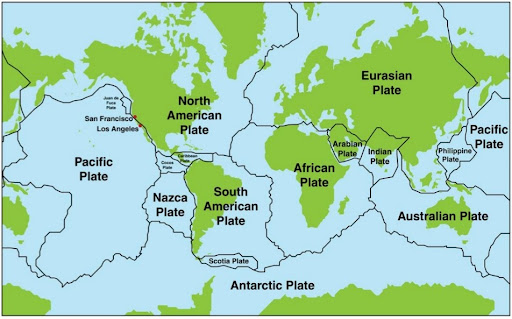 Eurasian
Plate
Juan de
Fuca
Plate
North
American
Plate
San Francisco
Los Angeles
Pacific
Plate
Pacific
Plate
Arabian
Plate
Indian
Plate
Philippine
Plate
Cocos
Plate
Caribbean
Plate
African
Plate
Nazca
Plate
South
American
Plate
Australian Plate
Scotia Plate
Antarctic Plate